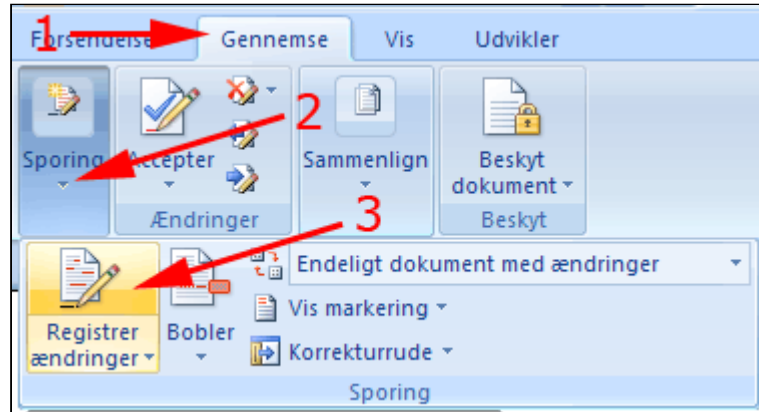 1
Forsendelse Gennemse Vis Udvikler
2
Sporing Accepter Sammenlign Beskyt
dokument
Ændringer Beskyt
3
Endeligt dokument med ændringer
Vis markering
Registrer Bobler
ændringer
Korrekturrude
Sporing